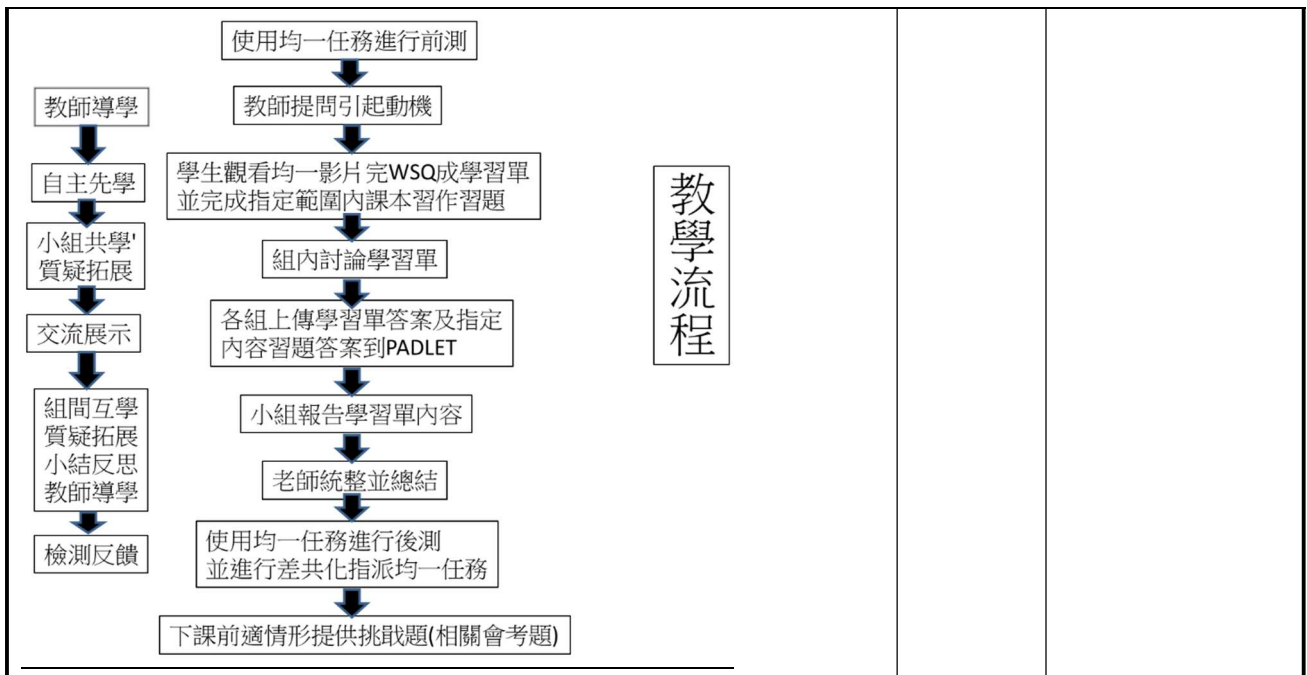 教師導學
自主先學
小組共學'
質疑拓展
交流展示
組間互學
質疑拓展
小結反思
教師導學
檢測反饋
使用均一任務進行前測
教師提問引起動機
學生觀看均一影片完WSQ成學習單
並完成指定範圍內課本習作習題
組內討論學習單
各組上傳學習單答案及指定
內容習題答案到PADLET
小組報告學習單內容
老師統整並總結
使用均一任務進行後測
並進行差共化指派均一任務
下課前適情形提供挑戰題(相關會考題)
教學流程